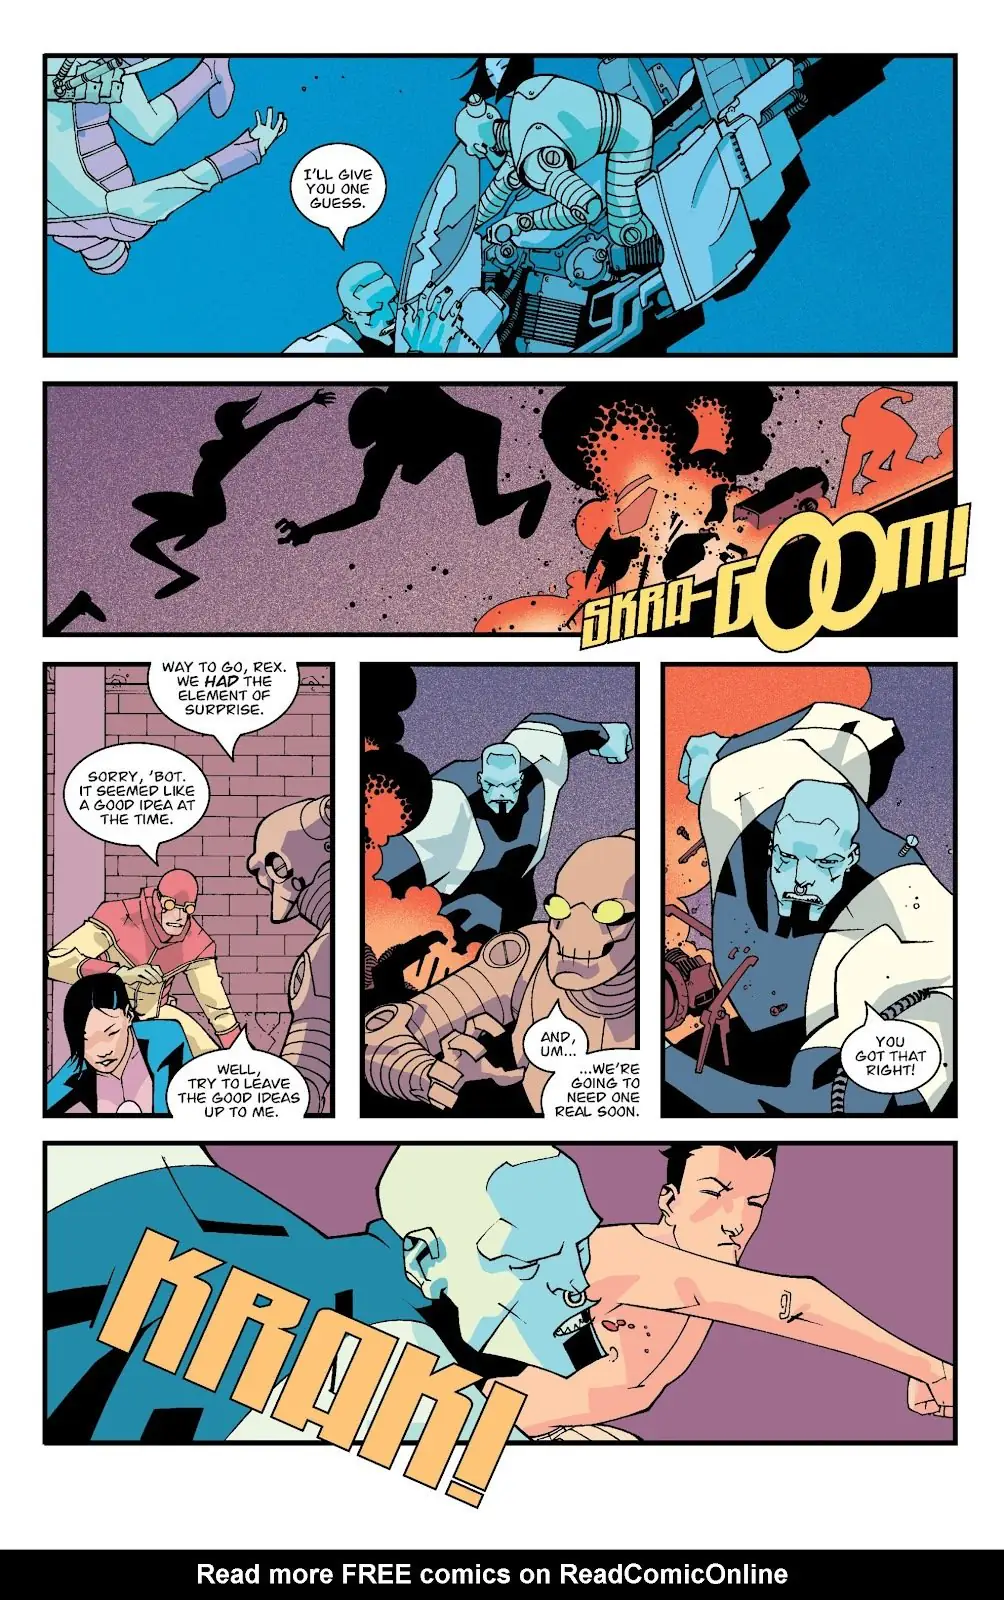 I'LL GIVE
YOU ONE
GUESS.
SKRA-GOOM!
WAY TO GO, REX.
WE HAD THE
ELEMENT OF
SURPRISE.
SORRY, 'BOT.
IT SEEMED LIKE
A GOOD IDEA AT
THE TIME.
WELL,
TRY TO LEAVE
THE GOOD IDEAS
UP TO ME.
AND,
UM...
...WE'RE
GOING TO
NEED ONE
REAL SOON.
YOU
GOT THAT
RIGHT!
KRAK!
Read more FREE comics on ReadComicOnline